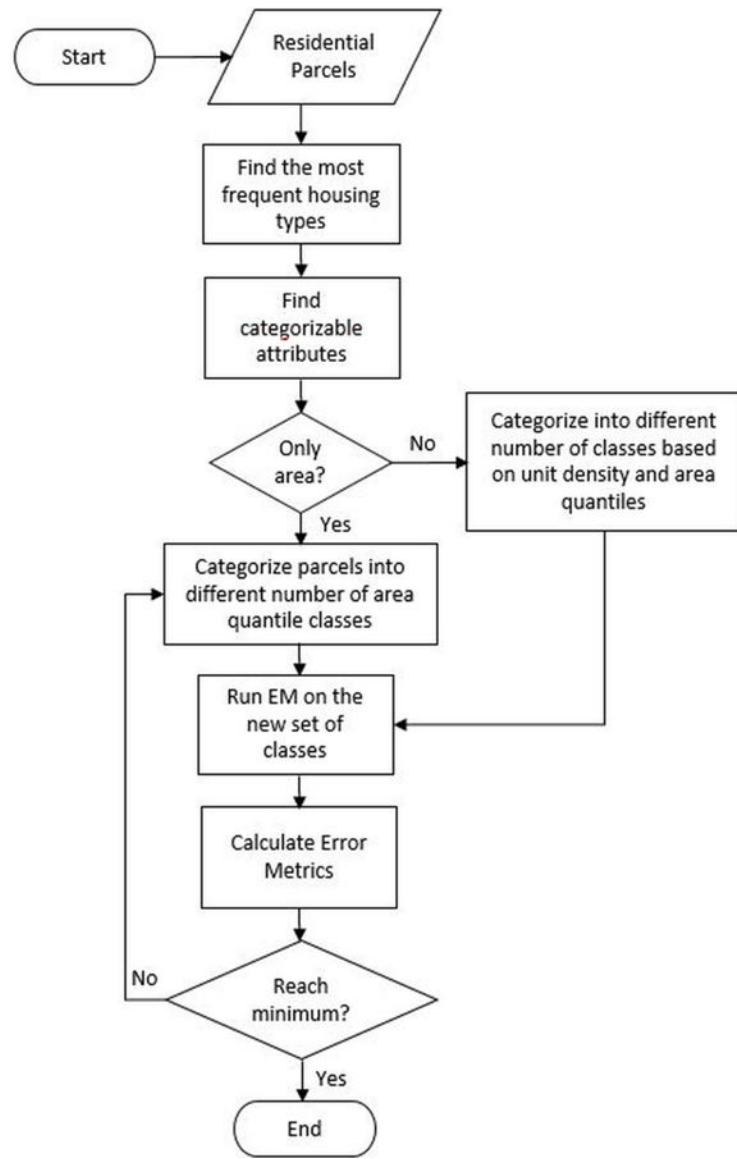 Start
Residential
Parcels
Find the most
frequent housing
types
Find
categorizable
attributes
Only
area?
No
Categorize into different
number of classes based
on unit density and area
quantiles
Yes
Categorize parcels into
different number of area
quantile classes
Run EM on the
new set of
classes
Calculate Error
Metrics
Reach
minimum?
No
Yes
End